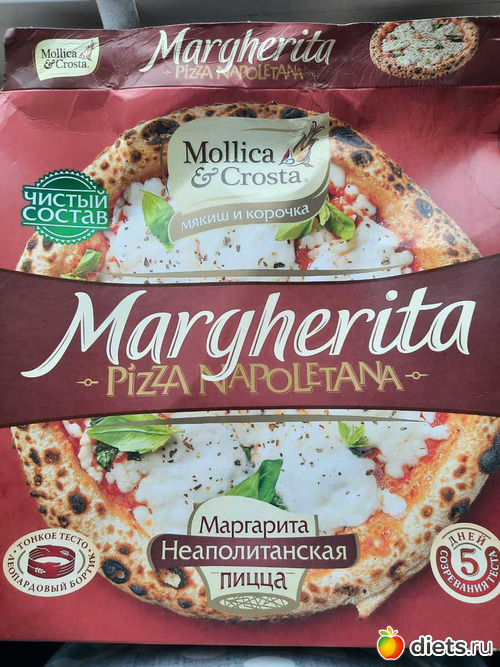 Mollica
& Crosta
Margherita
PIZZA NAPOLETANA
Mollica
& Crosta
мякиш и корочка
ЧИСТЫЙ
СОСТАВ
Margherita
PIZZA NAPOLETANA
Маргарита
Неаполитанская
пицца
ТОНКОЕ ТЕСТО
ЛЕОПАРДОВЫЙ БОРТИК
5
ДНЕЙ
СОЗРЕВАНИЯ ТЕСТА
diets.ru